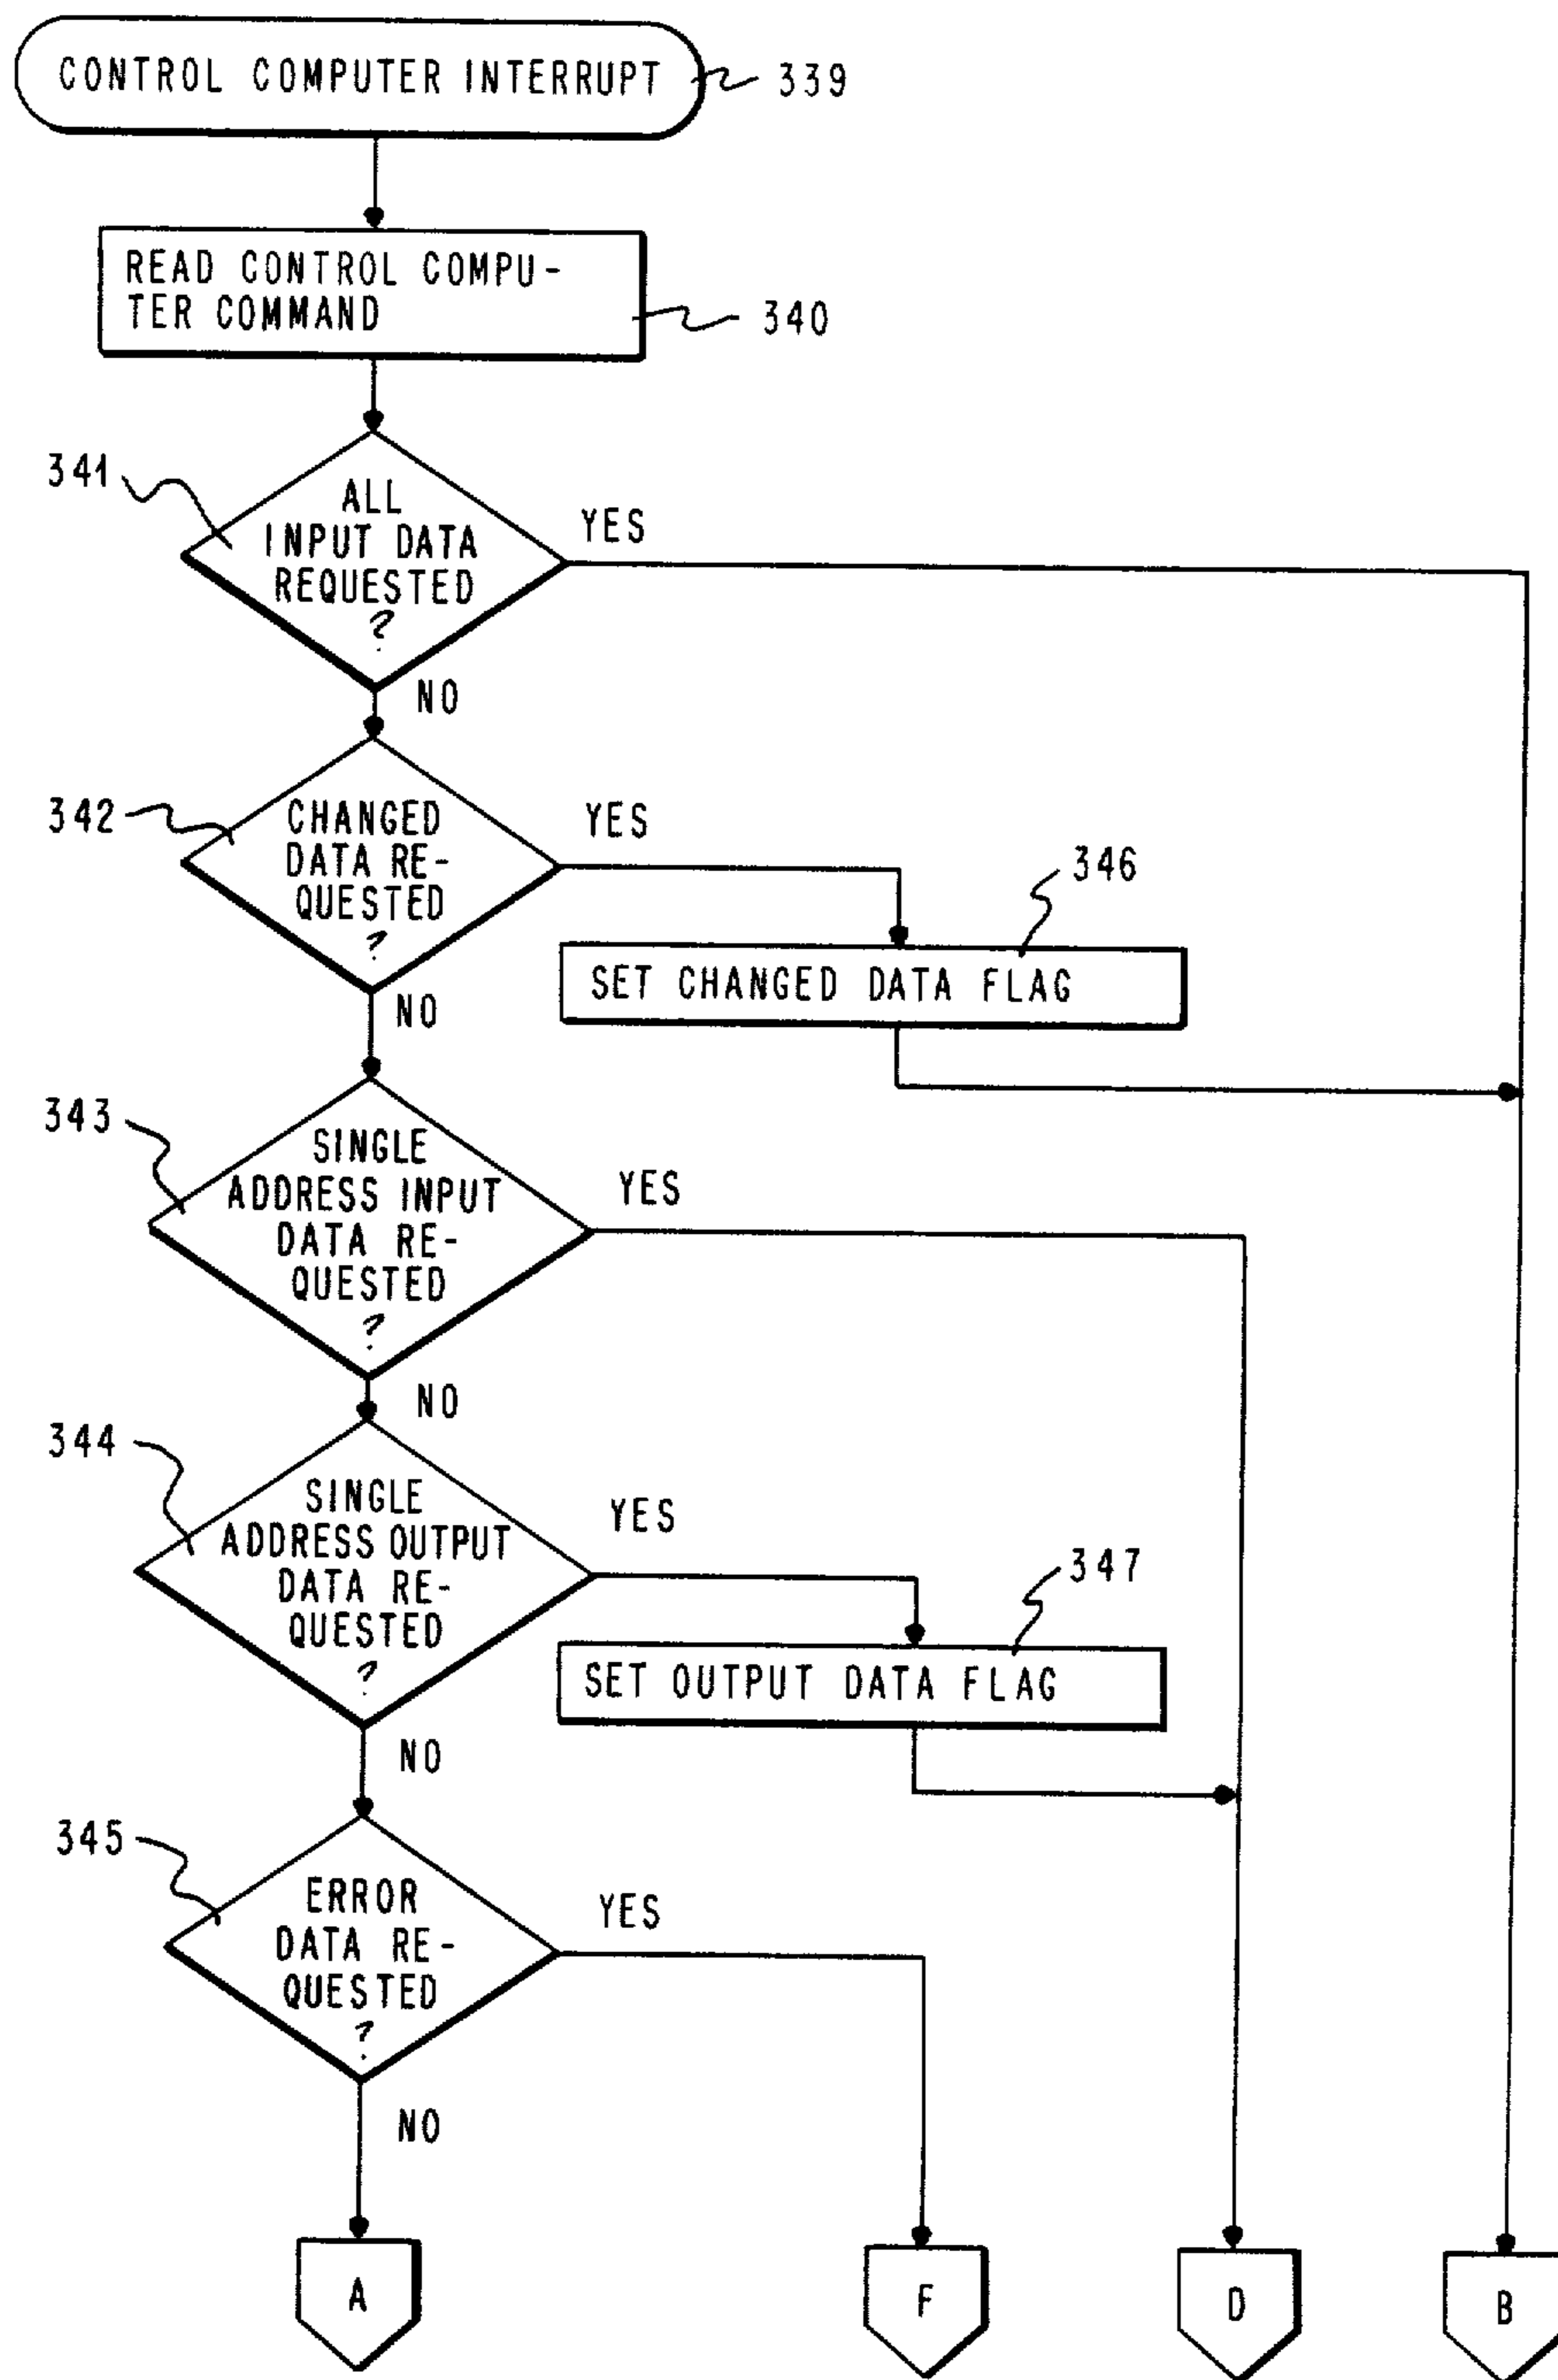 CONTROL COMPUTER INTERRUPT
339
READ CONTROL COMPU-
TER COMMAND
340
341
ALL
INPUT DATA
REQUESTED
?
YES
NO
342
CHANGED
DATA RE-
QUESTED
?
YES
346
SET CHANGED DATA FLAG
NO
343
SINGLE
ADDRESS INPUT
DATA RE-
QUESTED
?
YES
NO
344
SINGLE
ADDRESS OUTPUT
DATA RE-
QUESTED
?
YES
347
SET OUTPUT DATA FLAG
NO
345
ERROR
DATA RE-
QUESTED
?
YES
NO
A
F
D
B